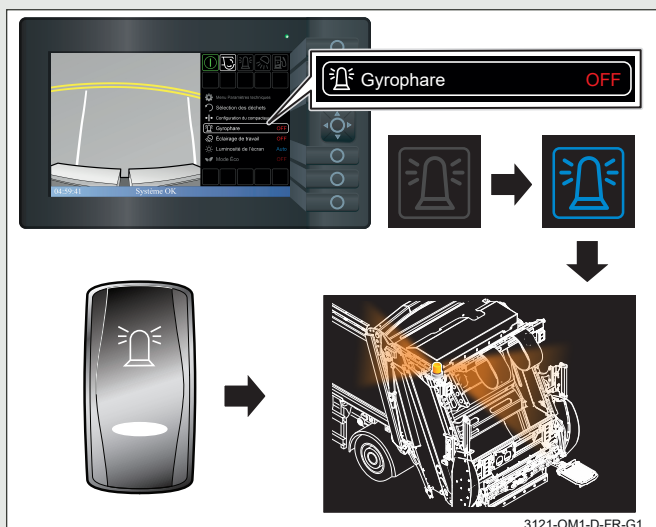 Menu Paramètres techniques
Sélection des déchets
Configuration du compacteur
Gyrophare OFF
Éclairage de travail OFF
Luminosité de l'écran Auto
Mode Éco OFF
04:59:41 Système OK
Gyrophare OFF
3121-OM1-D-FR-G1